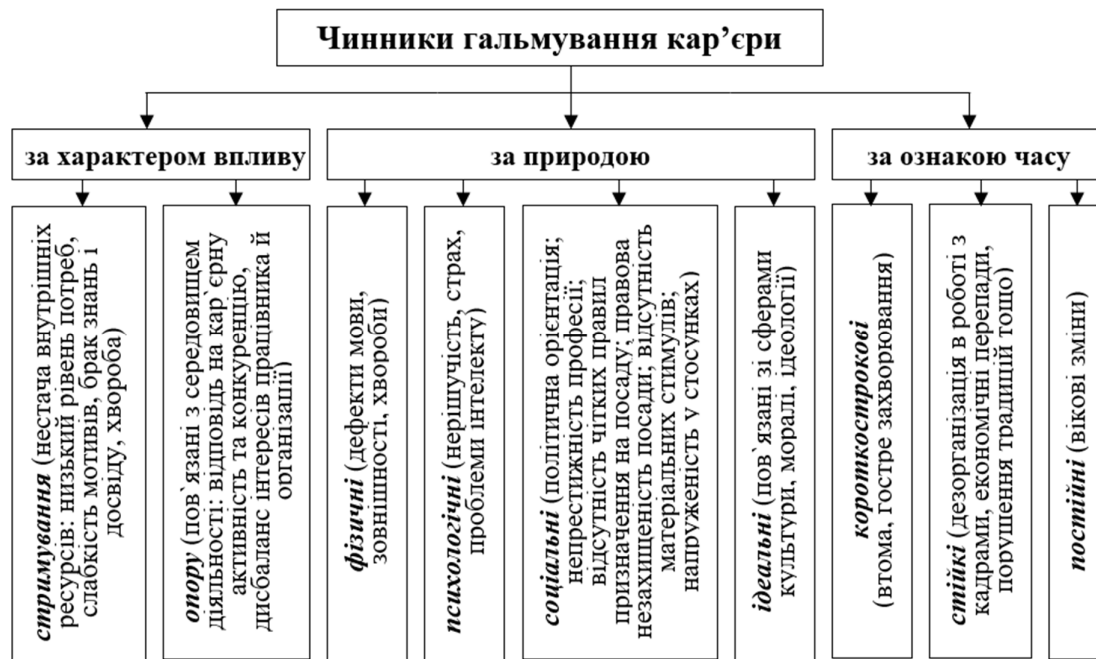 Чинники гальмування кар’єри
за характером впливу
за природою
за ознакою часу
стримування (нестача внутрішніх
ресурсів: низький рівень потреб,
слабкість мотивів, брак знань і
досвіду, хвороба)
опору (пов`язані з середовищем
діяльності: відповідь на кар`єрну
активність та конкуренцію,
дисбаланс інтересів працівника й
організації)
фізичні (дефекти мови,
зовнішності, хвороби)
психологічні (нерішучість, страх,
проблеми інтелекту)
соціальні (політична орієнтація;
непрестижність професії;
відсутність чітких правил
призначення на посаду; правова
незахищеність посади; відсутність
матеріальних стимулів;
напруженість у стосунках)
ідеальні (пов`язані зі сферами
культури, моралі, ідеології)
короткострокові
(втома, гостре захворювання)
стійкі (дезорганізація в роботі з
кадрами, економічні перепади,
порушення традицій тощо)
постійні (вікові зміни)